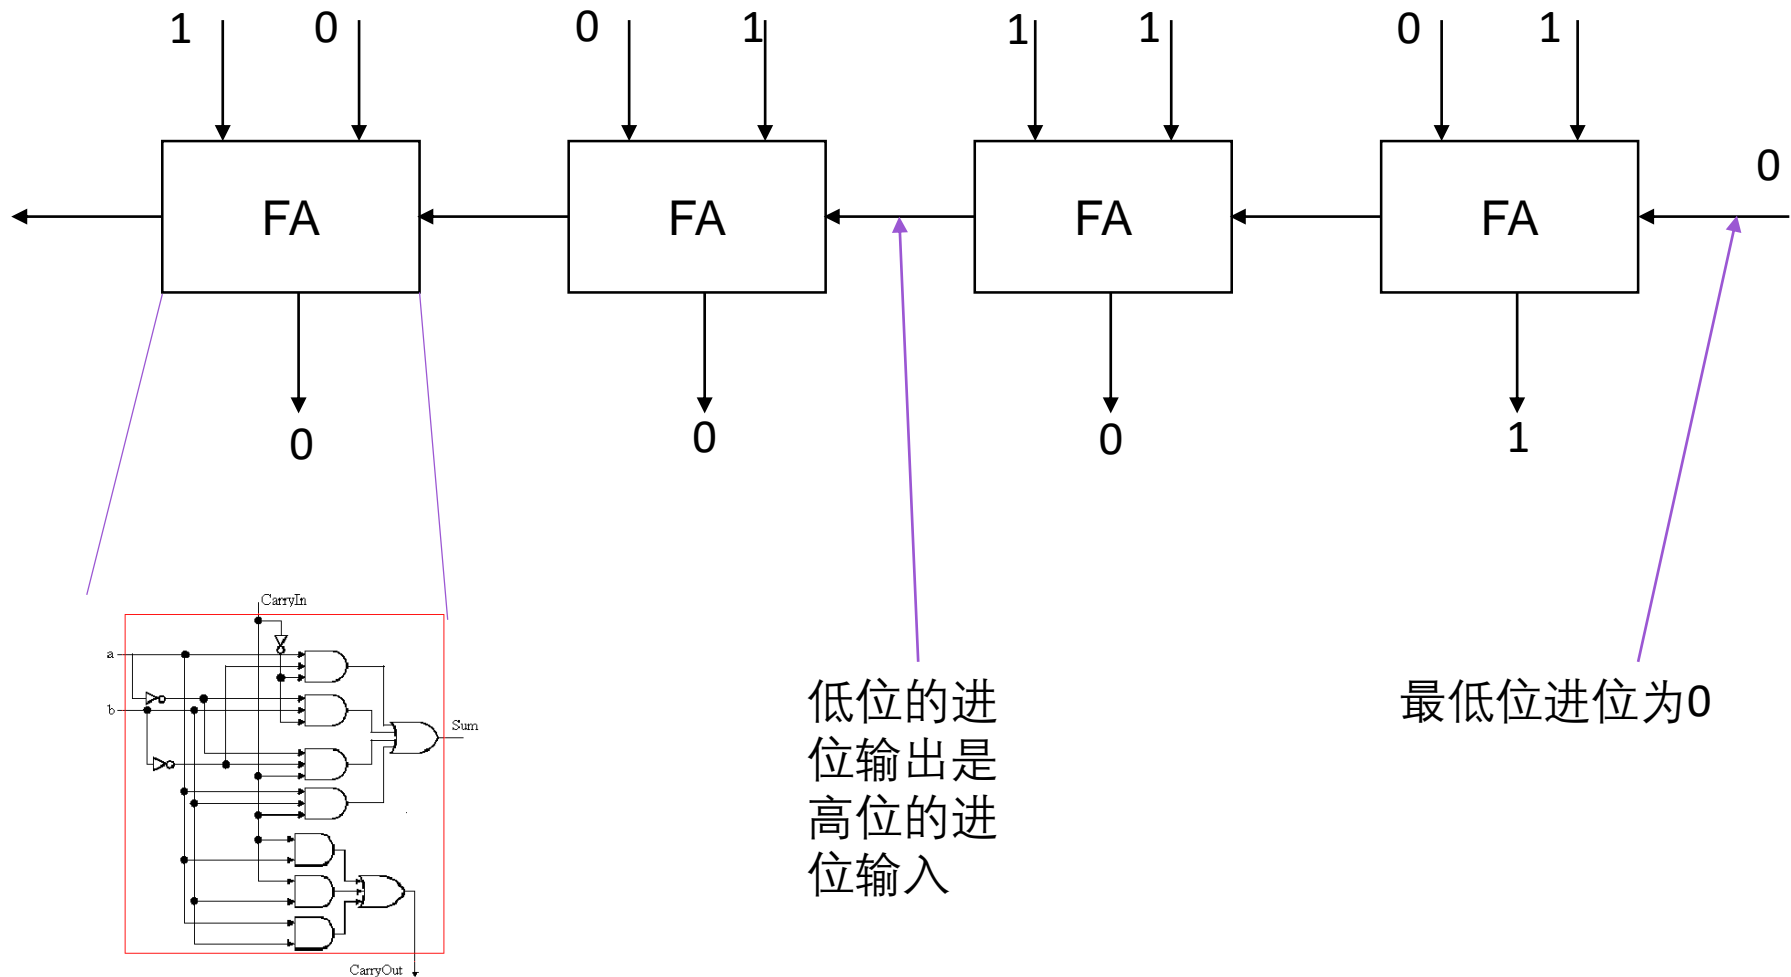 1 0 0 1 1 1 0 1
0
FA FA FA FA
0 0 0 1
CarryIn
a
b
Sum
CarryOut
低位的进
位输出是
高位的进
位输入
最低位进位为0